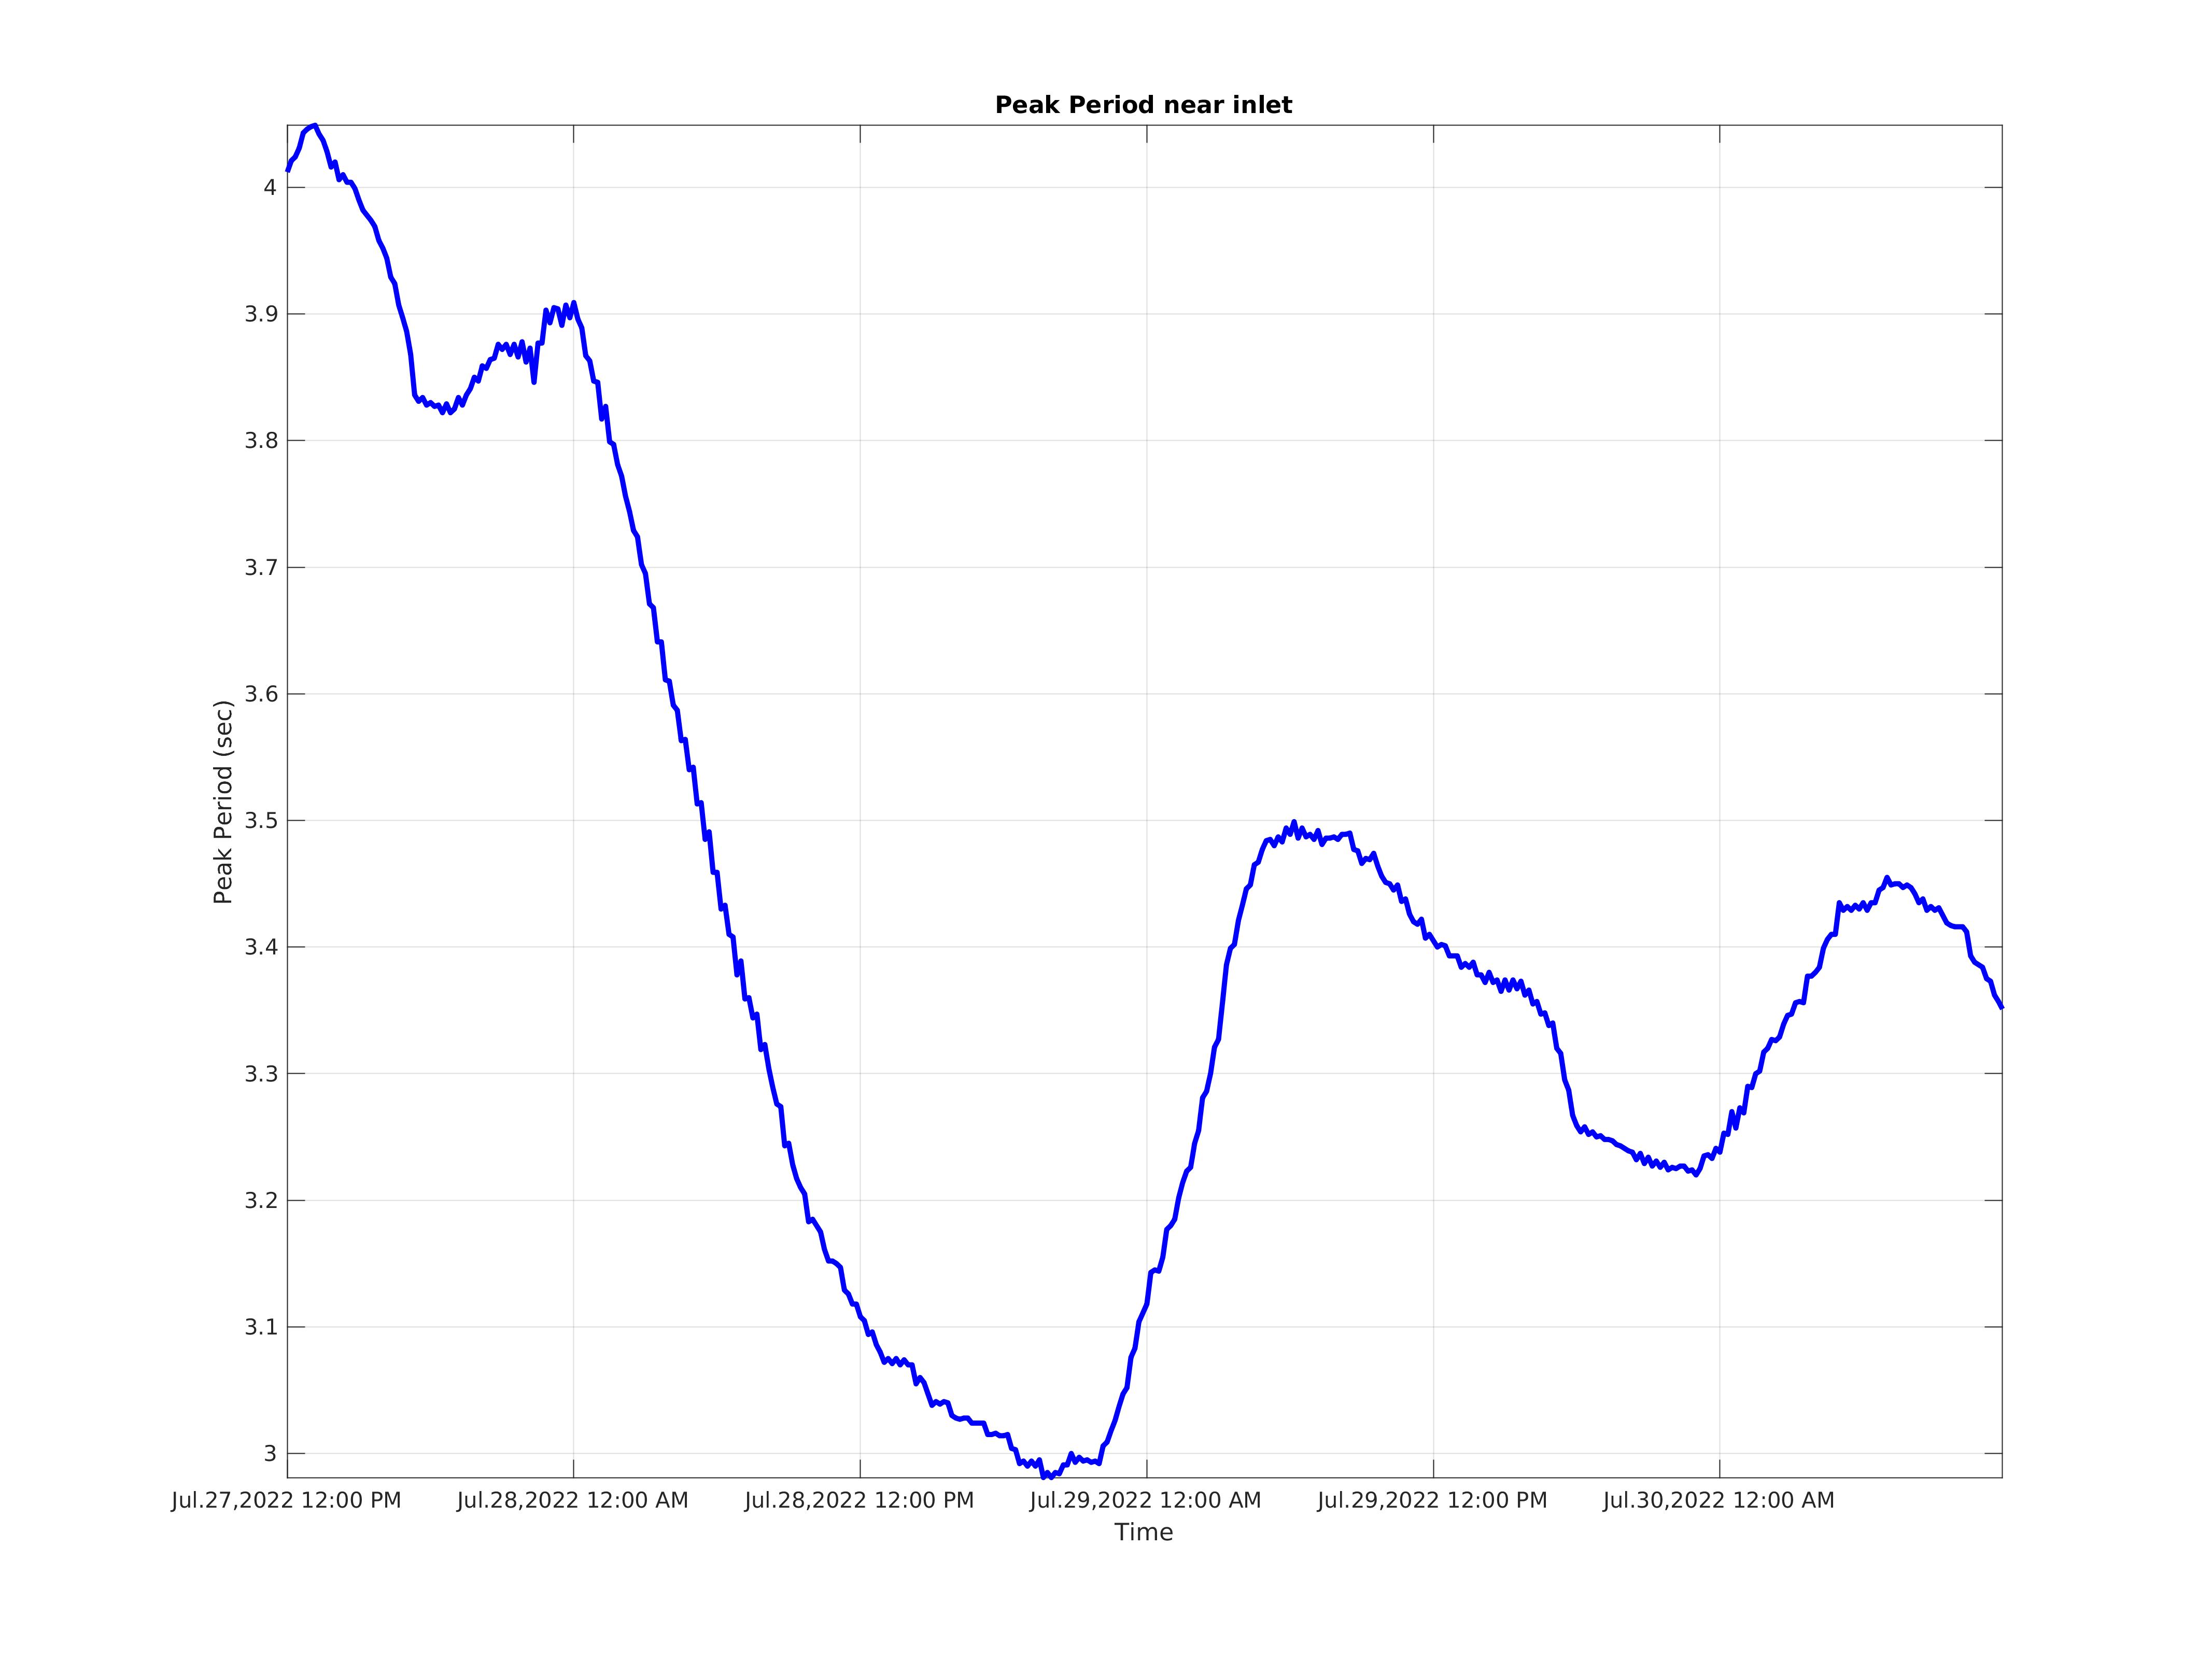 Peak Period near inlet
4
3.9
3.8
3.7
3.6
3.5
3.4
3.3
3.2
3.1
3
Peak Period (sec)
Jul.27,2022 12:00 PM
Jul.28,2022 12:00 AM
Jul.28,2022 12:00 PM
Jul.29,2022 12:00 AM
Jul.29,2022 12:00 PM
Jul.30,2022 12:00 AM
Time